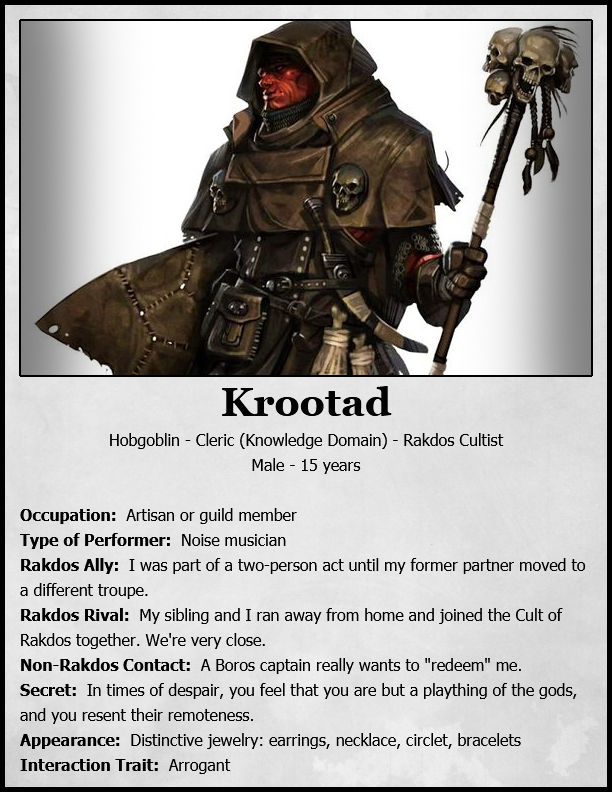 Krootad
Hobgoblin - Cleric (Knowledge Domain) - Rakdos Cultist
Male - 15 years
Occupation: Artisan or guild member
Type of Performer: Noise musician
Rakdos Ally: I was part of a two-person act until my former partner moved to
a different troupe.
Rakdos Rival: My sibling and I ran away from home and joined the Cult of
Rakdos together. We're very close.
Non-Rakdos Contact: A Boros captain really wants to "redeem" me.
Secret: In times of despair, you feel that you are but a plaything of the gods,
and you resent their remoteness.
Appearance: Distinctive jewelry: earrings, necklace, circlet, bracelets
Interaction Trait: Arrogant